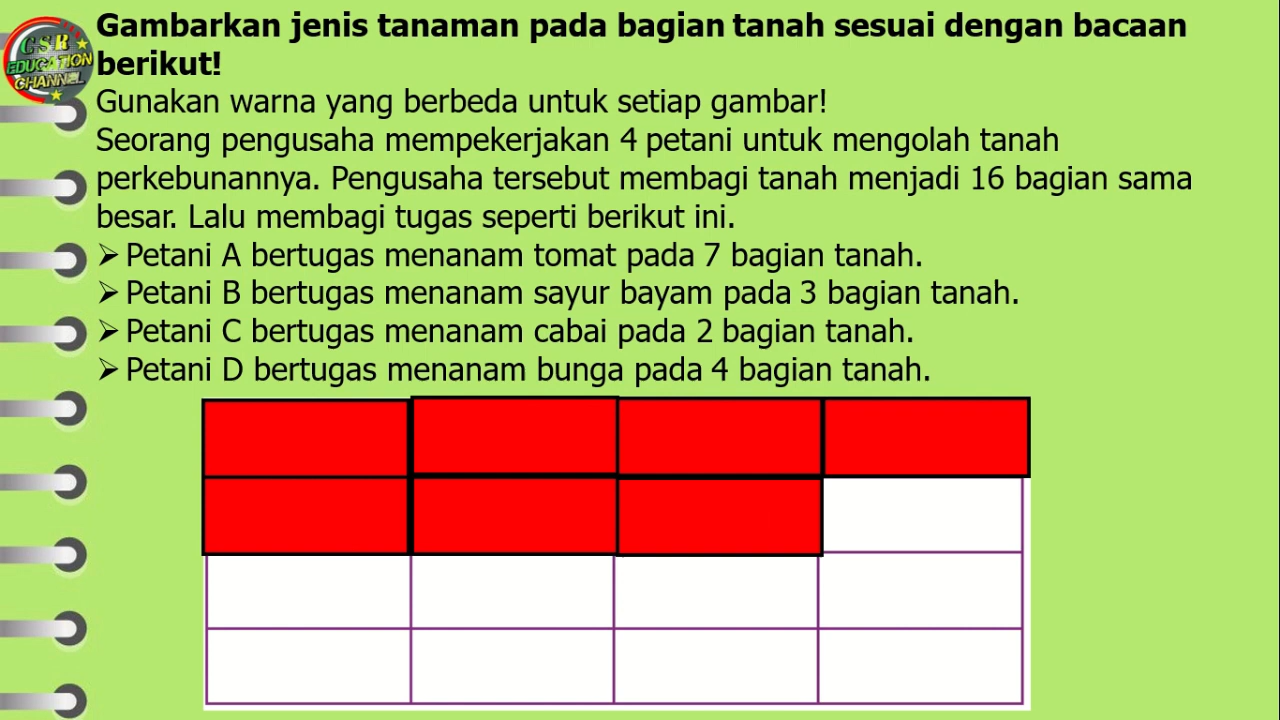 Gambarkan jenis tanaman pada bagian tanah sesuai dengan bacaan
berikut!
Gunakan warna yang berbeda untuk setiap gambar!
Seorang pengusaha mempekerjakan 4 petani untuk mengolah tanah
perkebunannya. Pengusaha tersebut membagi tanah menjadi 16 bagian sama
besar. Lalu membagi tugas seperti berikut ini.
➢ Petani A bertugas menanam tomat pada 7 bagian tanah.
➢ Petani B bertugas menanam sayur bayam pada 3 bagian tanah.
➢ Petani C bertugas menanam cabai pada 2 bagian tanah.
➢ Petani D bertugas menanam bunga pada 4 bagian tanah.
GSR
EDUCATION
CHANNEL